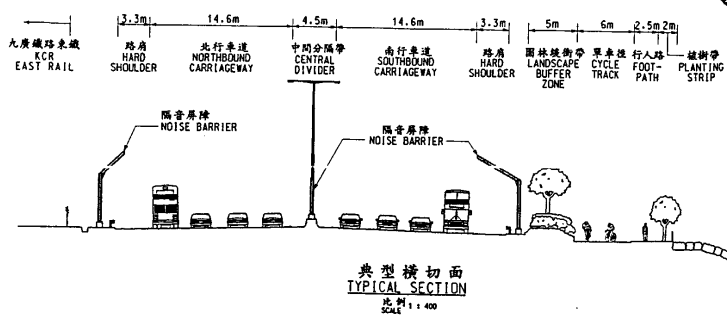 3.3m 14.6m 4.5m 14.6m 3.3m 5m 6m 2.5m 2m
九廣鐵路東鐵
KCR
EAST RAIL
路肩
HARD
SHOULDER
北行車道
NORTHBOUND
CARRIAGEWAY
中間分隔帶
CENTRAL
DIVIDER
南行車道
SOUTHBOUND
CARRIAGEWAY
路肩
HARD
SHOULDER
園林緩衝帶
LANDSCAPE
BUFFER
ZONE
單車徑
CYCLE
TRACK
行人路
FOOT-
PATH
植樹帶
PLANTING
STRIP
隔音屏障
NOISE BARRIER
隔音屏障
NOISE BARRIER
典型橫切面
TYPICAL SECTION
比例
SCALE 1:400